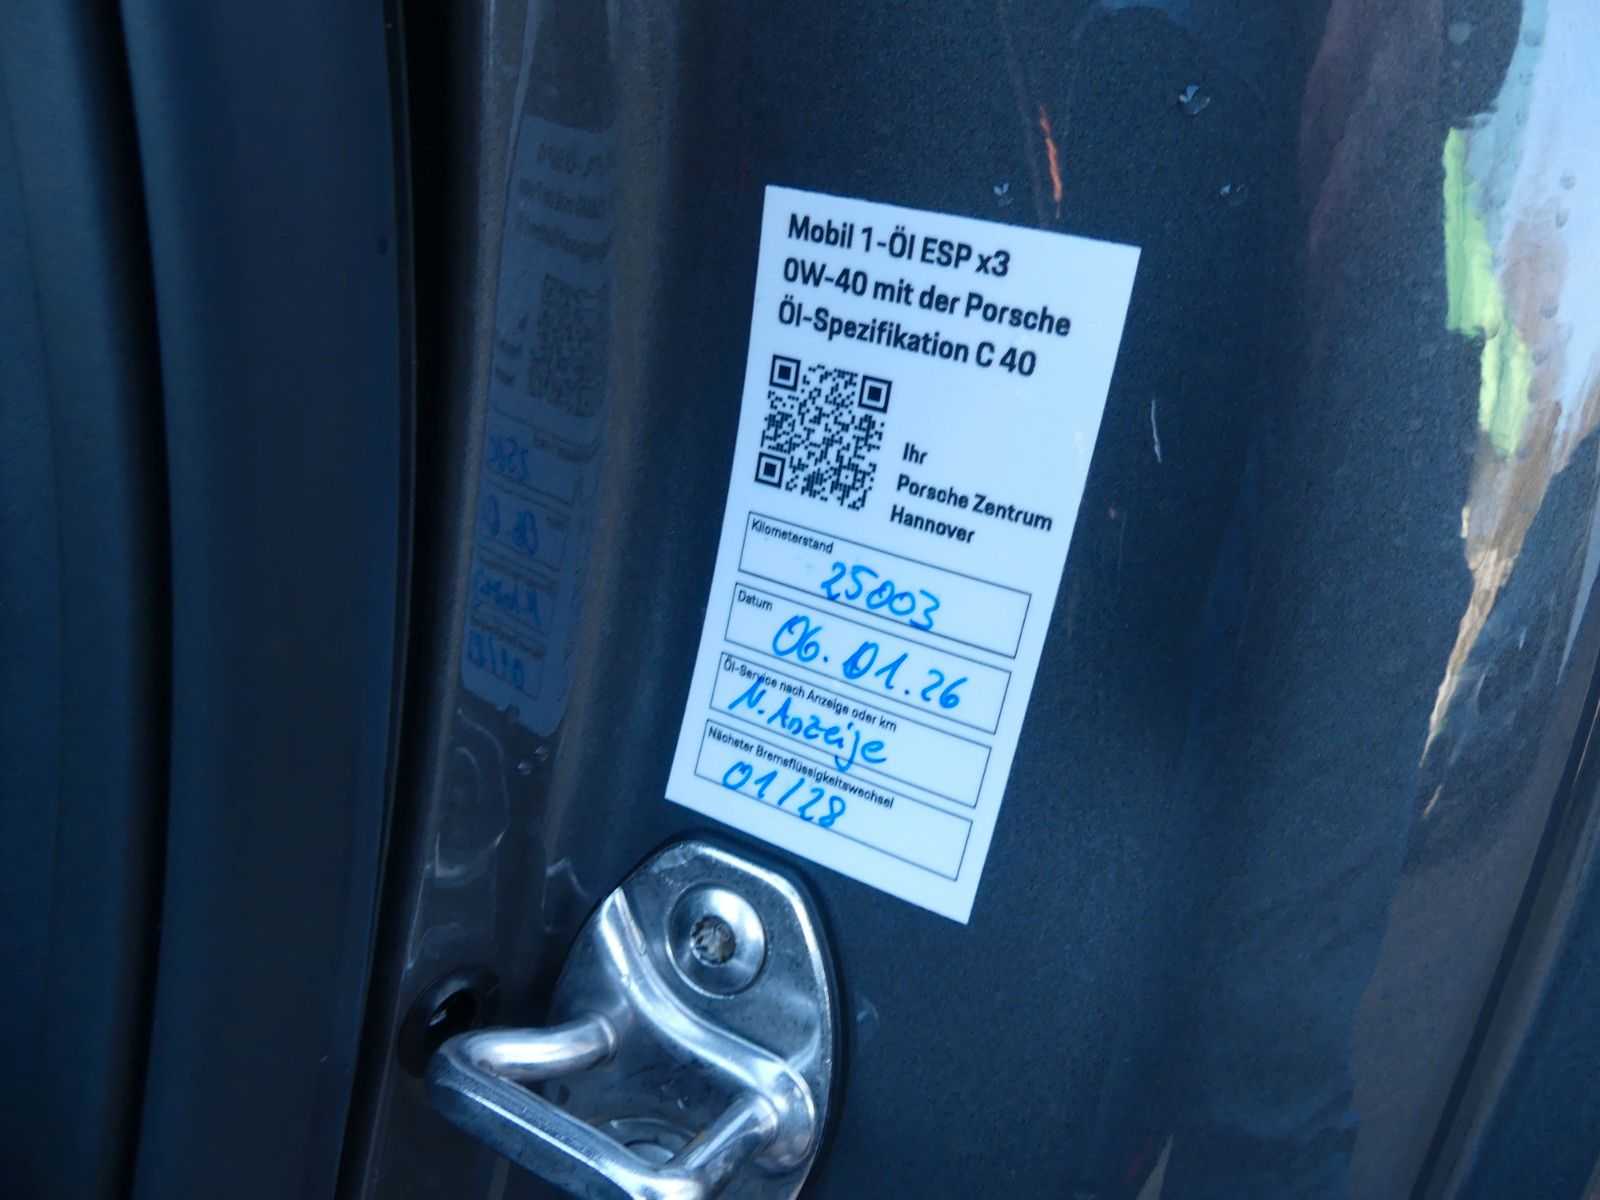 Mobil 1-Öl ESP x3
0W-40 mit der Porsche
Öl-Spezifikation C 40
Ihr
Porsche Zentrum
Hannover
Kilometerstand
25003
Datum
06.01.26
Öl-Service nach Anzeige oder km
N. Anzeige
Nächster Bremsflüssigkeitswechsel
01/28